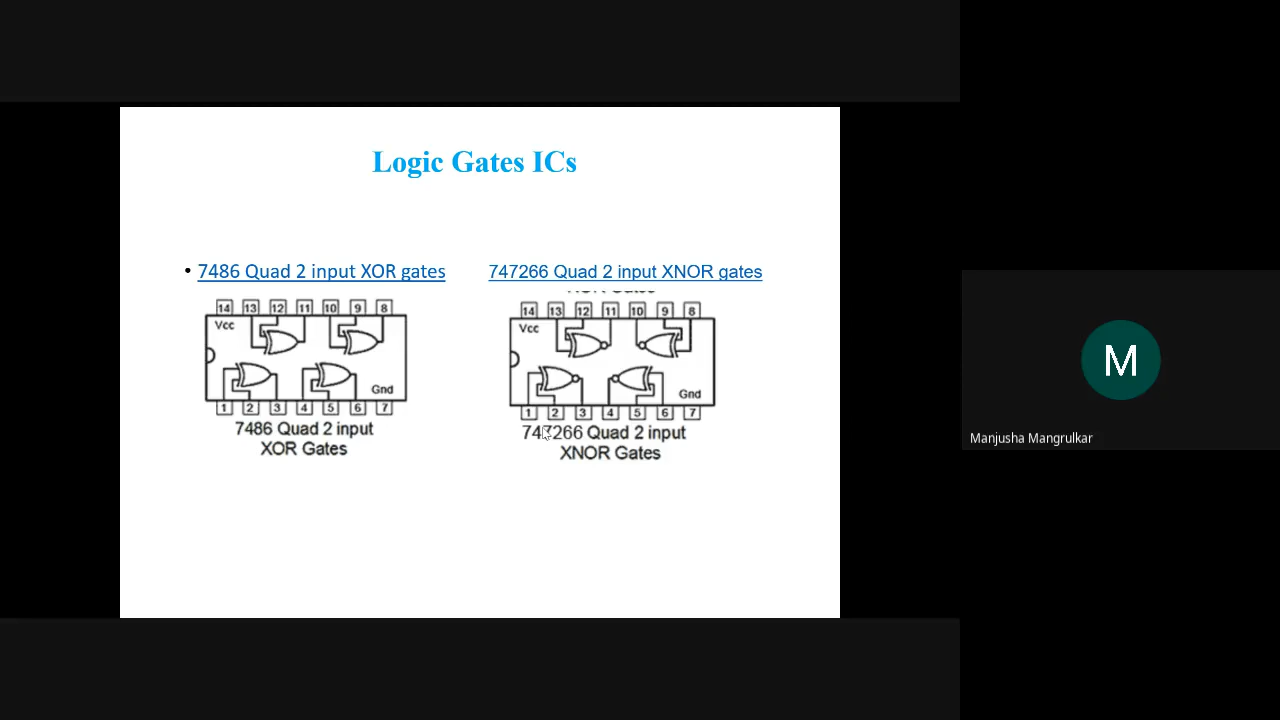 Logic Gates ICs
• 7486 Quad 2 input XOR gates
747266 Quad 2 input XNOR gates
14 13 12 11 10 9 8
Vcc
Gnd
1 2 3 4 5 6 7
7486 Quad 2 input
XOR Gates
14 13 12 11 10 9 8
Vcc
Gnd
1 2 3 4 5 6 7
747266 Quad 2 input
XNOR Gates
M
Manjusha Mangrulkar